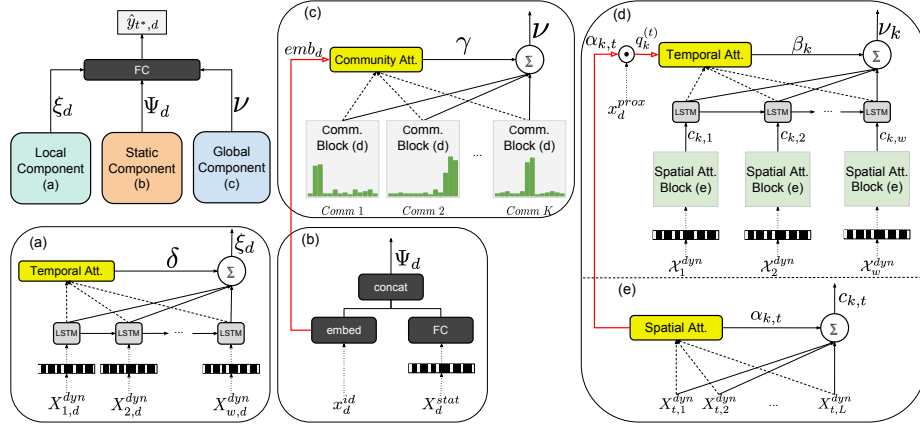 ŷ_{t*,d}
FC
ξ_d
Ψ_d
ν
Local
Component
(a)
Static
Component
(b)
Global
Component
(c)
(a)
ξ_d
Temporal Att.
δ
Σ
LSTM
LSTM
...
LSTM
X^{dyn}_{1,d}
X^{dyn}_{2,d}
X^{dyn}_{w,d}
(b)
Ψ_d
concat
embed
FC
x^{id}_d
X^{stat}_d
(c)
ν
emb_d
Community Att.
γ
Σ
Comm.
Block (d)
Comm.
Block (d)
...
Comm.
Block (d)
Comm 1
Comm 2
Comm K
(d)
ν_k
α_{k,t}
q^{(t)}_k
Temporal Att.
β_k
Σ
x^{prox}_d
LSTM
LSTM
...
LSTM
c_{k,1}
c_{k,2}
c_{k,w}
Spatial Att.
Block (e)
Spatial Att.
Block (e)
Spatial Att.
Block (e)
X^{dyn}_1
X^{dyn}_2
X^{dyn}_w
(e)
c_{k,t}
Spatial Att.
α_{k,t}
Σ
X^{dyn}_{t,1}
X^{dyn}_{t,2}
...
X^{dyn}_{t,L}